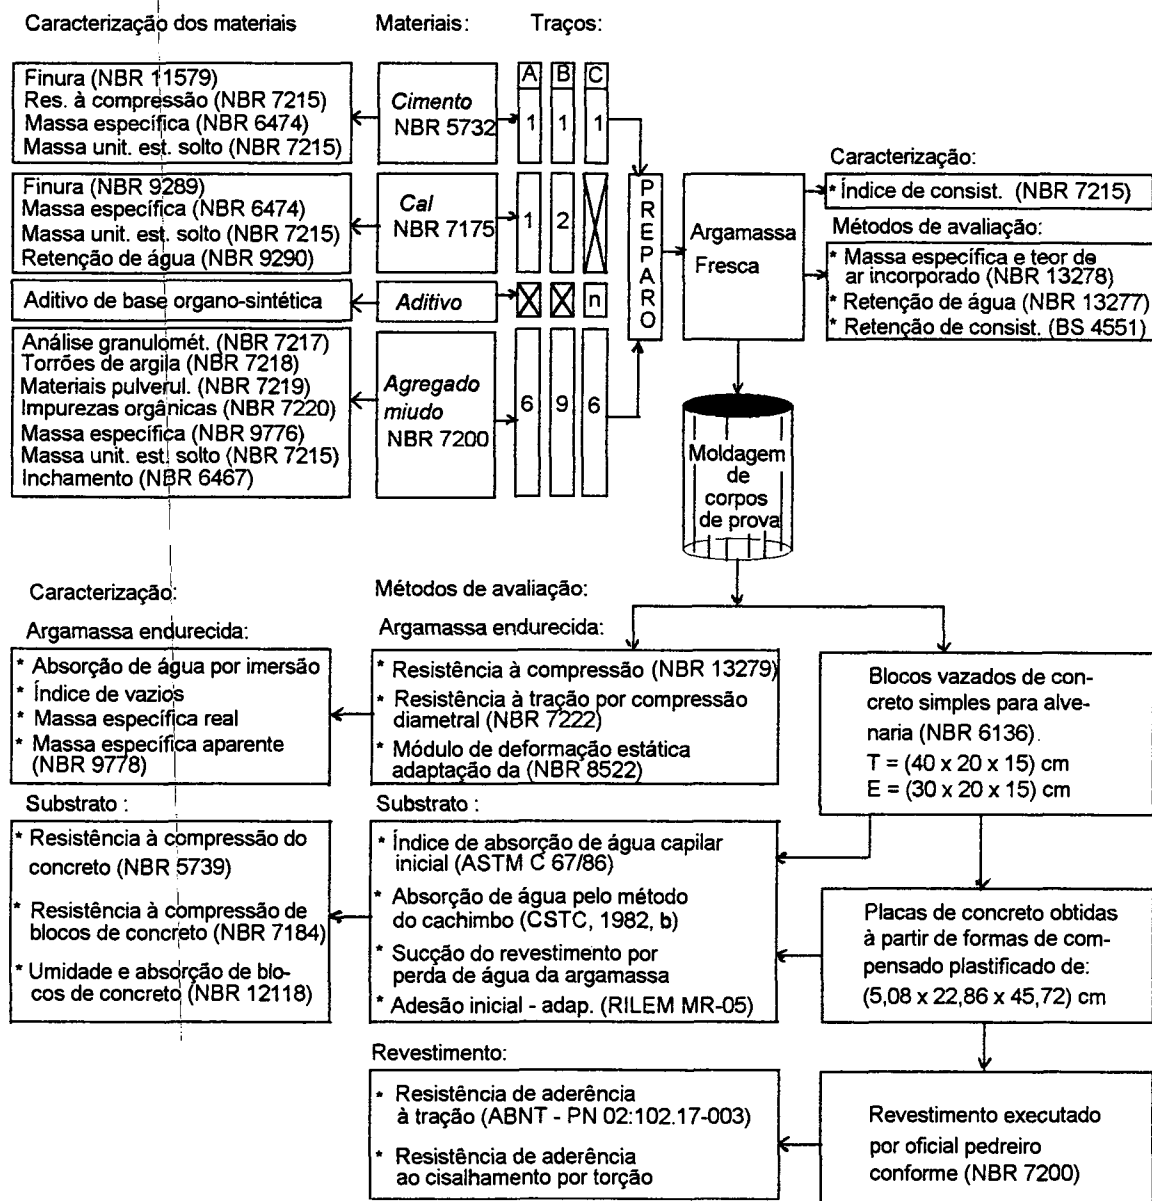 Caracterização dos materiais
Materiais:
Traços:
Finura (NBR 11579)
Res. à compressão (NBR 7215)
Massa específica (NBR 6474)
Massa unit. est. solto (NBR 7215)
Cimento
NBR 5732
A
B
C
1
1
1
Finura (NBR 9289)
Massa específica (NBR 6474)
Massa unit. est. solto (NBR 7215)
Retenção de água (NBR 9290)
Cal
NBR 7175
1
2
Aditivo de base organo-sintética
Aditivo
n
Análise granulomét. (NBR 7217)
Torrões de argila (NBR 7218)
Materiais pulverul. (NBR 7219)
Impurezas orgânicas (NBR 7220)
Massa específica (NBR 9776)
Massa unit. est. solto (NBR 7215)
Inchamento (NBR 6467)
Agregado
miudo
NBR 7200
6
9
6
PREPARO
Argamassa
Fresca
Caracterização:
* Índice de consist. (NBR 7215)
Métodos de avaliação:
* Massa específica e teor de
ar incorporado (NBR 13278)
* Retenção de água (NBR 13277)
* Retenção de consist. (BS 4551)
Moldagem
de
corpos
de prova
Caracterização:
Argamassa endurecida:
* Absorção de água por imersão
* Índice de vazios
* Massa específica real
* Massa específica aparente
(NBR 9778)
Métodos de avaliação:
Argamassa endurecida:
* Resistência à compressão (NBR 13279)
* Resistência à tração por compressão
diametral (NBR 7222)
* Módulo de deformação estática
adaptação da (NBR 8522)
Blocos vazados de con-
creto simples para alve-
naria (NBR 6136).
T = (40 x 20 x 15) cm
E = (30 x 20 x 15) cm
Substrato :
* Resistência à compressão do
concreto (NBR 5739)
* Resistência à compressão de
blocos de concreto (NBR 7184)
* Umidade e absorção de blo-
cos de concreto (NBR 12118)
Substrato:
* Índice de absorção de água capilar
inicial (ASTM C 67/86)
* Absorção de água pelo método
do cachimbo (CSTC, 1982, b)
* Sucção do revestimento por
perda de água da argamassa
* Adesão inicial - adap. (RILEM MR-05)
Placas de concreto obtidas
à partir de formas de com-
pensado plastificado de:
(5,08 x 22,86 x 45,72) cm
Revestimento:
* Resistência de aderência
à tração (ABNT - PN 02:102.17-003)
* Resistência de aderência
ao cisalhamento por torção
Revestimento executado
por oficial pedreiro
conforme (NBR 7200)